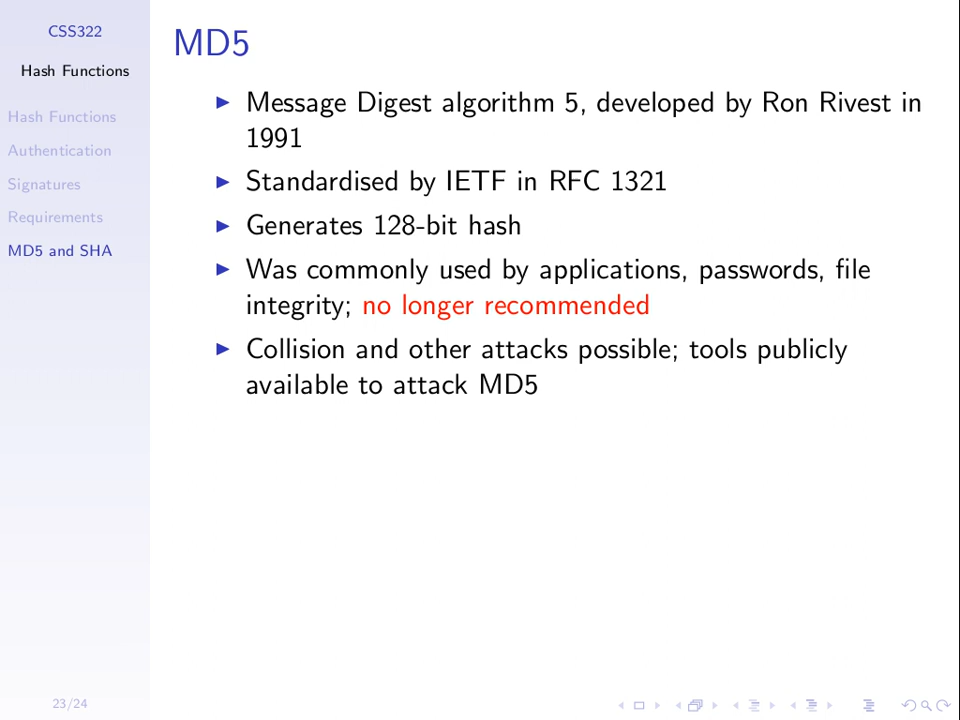 CSS322
Hash Functions
Hash Functions
Authentication
Signatures
Requirements
MD5 and SHA
23/24
MD5
Message Digest algorithm 5, developed by Ron Rivest in
1991
Standardised by IETF in RFC 1321
Generates 128-bit hash
Was commonly used by applications, passwords, file
integrity; no longer recommended
Collision and other attacks possible; tools publicly
available to attack MD5